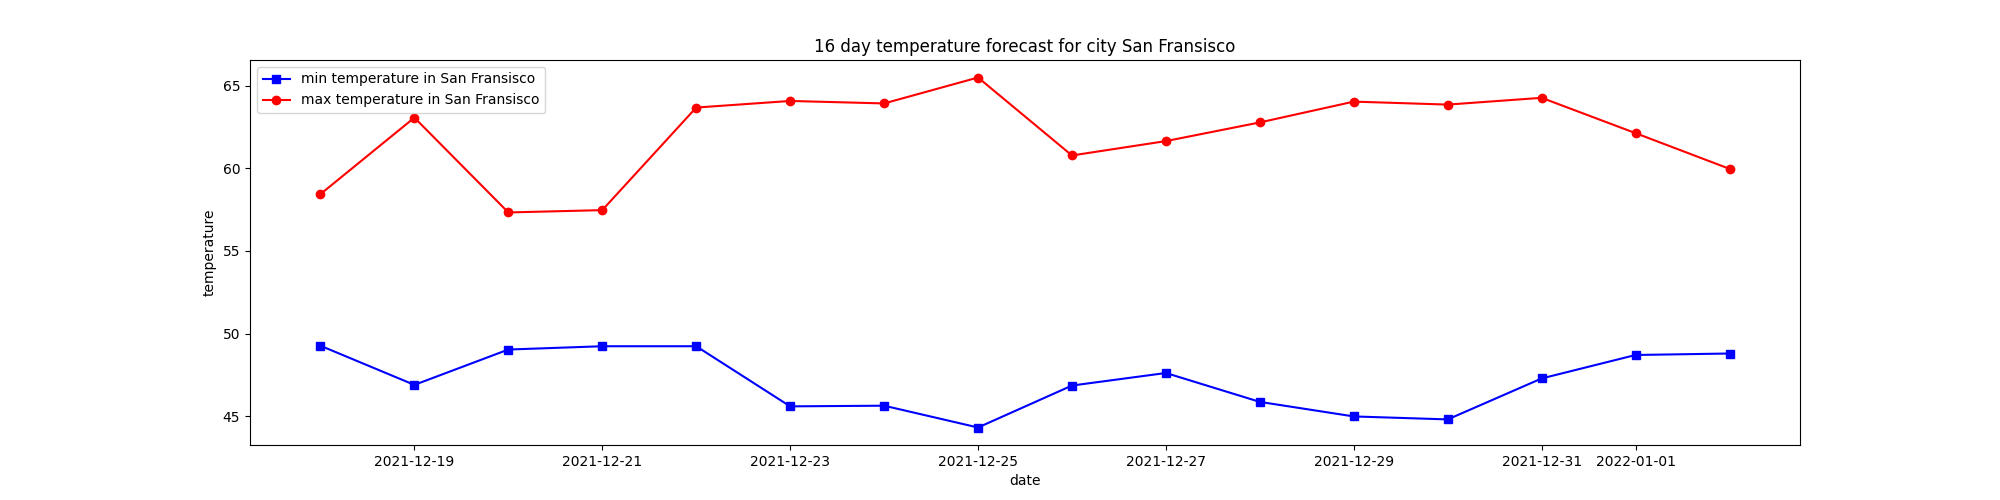 16 day temperature forecast for city San Fransisco
min temperature in San Fransisco
max temperature in San Fransisco
65
60
55
50
45
temperature
2021-12-19 2021-12-21 2021-12-23 2021-12-25 2021-12-27 2021-12-29 2021-12-31 2022-01-01
date